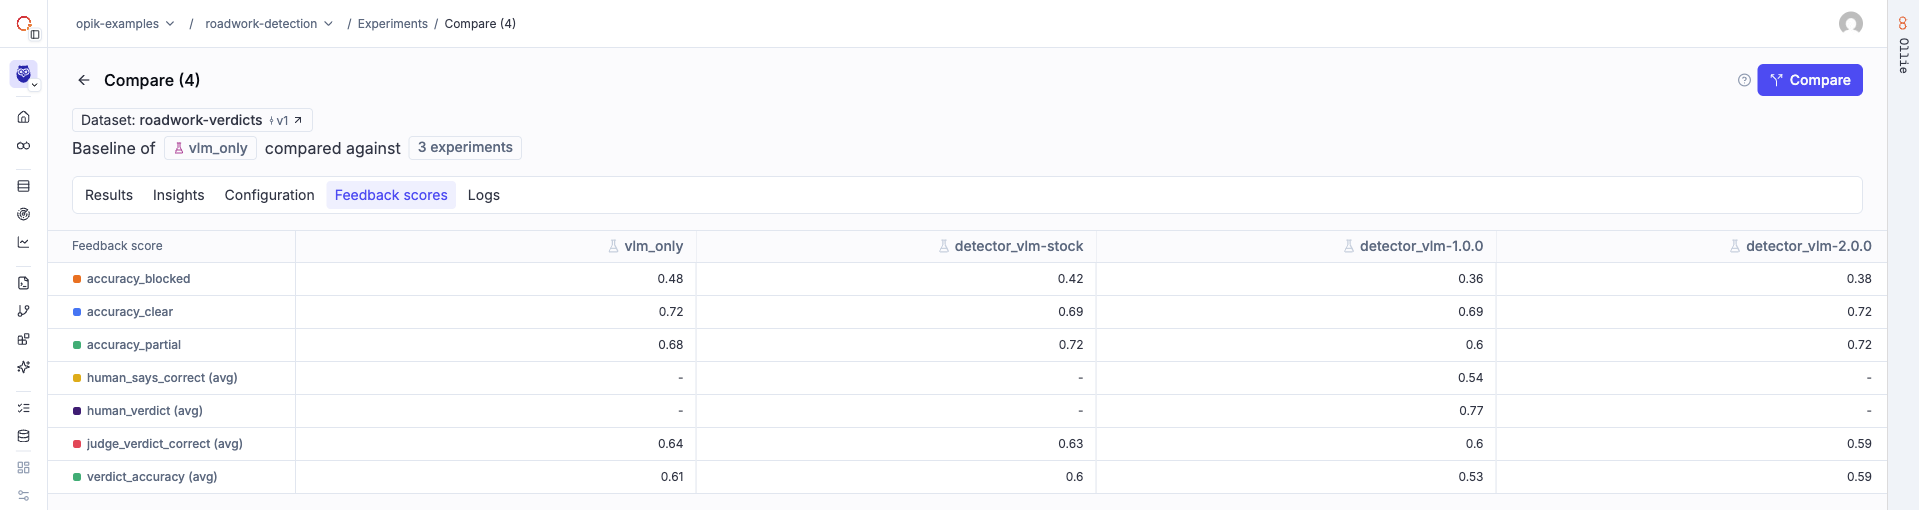 opik-examples / roadwork-detection / Experiments / Compare (4)
Ollie
Compare (4)
Compare
Dataset: roadwork-verdicts v1
Baseline of vlm_only compared against 3 experiments
Results Insights Configuration Feedback scores Logs
Feedback score vlm_only detector_vlm-stock detector_vlm-1.0.0 detector_vlm-2.0.0
accuracy_blocked 0.48 0.42 0.36 0.38
accuracy_clear 0.72 0.69 0.69 0.72
accuracy_partial 0.68 0.72 0.6 0.72
human_says_correct (avg) - - 0.54 -
human_verdict (avg) - - 0.77 -
judge_verdict_correct (avg) 0.64 0.63 0.6 0.59
verdict_accuracy (avg) 0.61 0.6 0.53 0.59